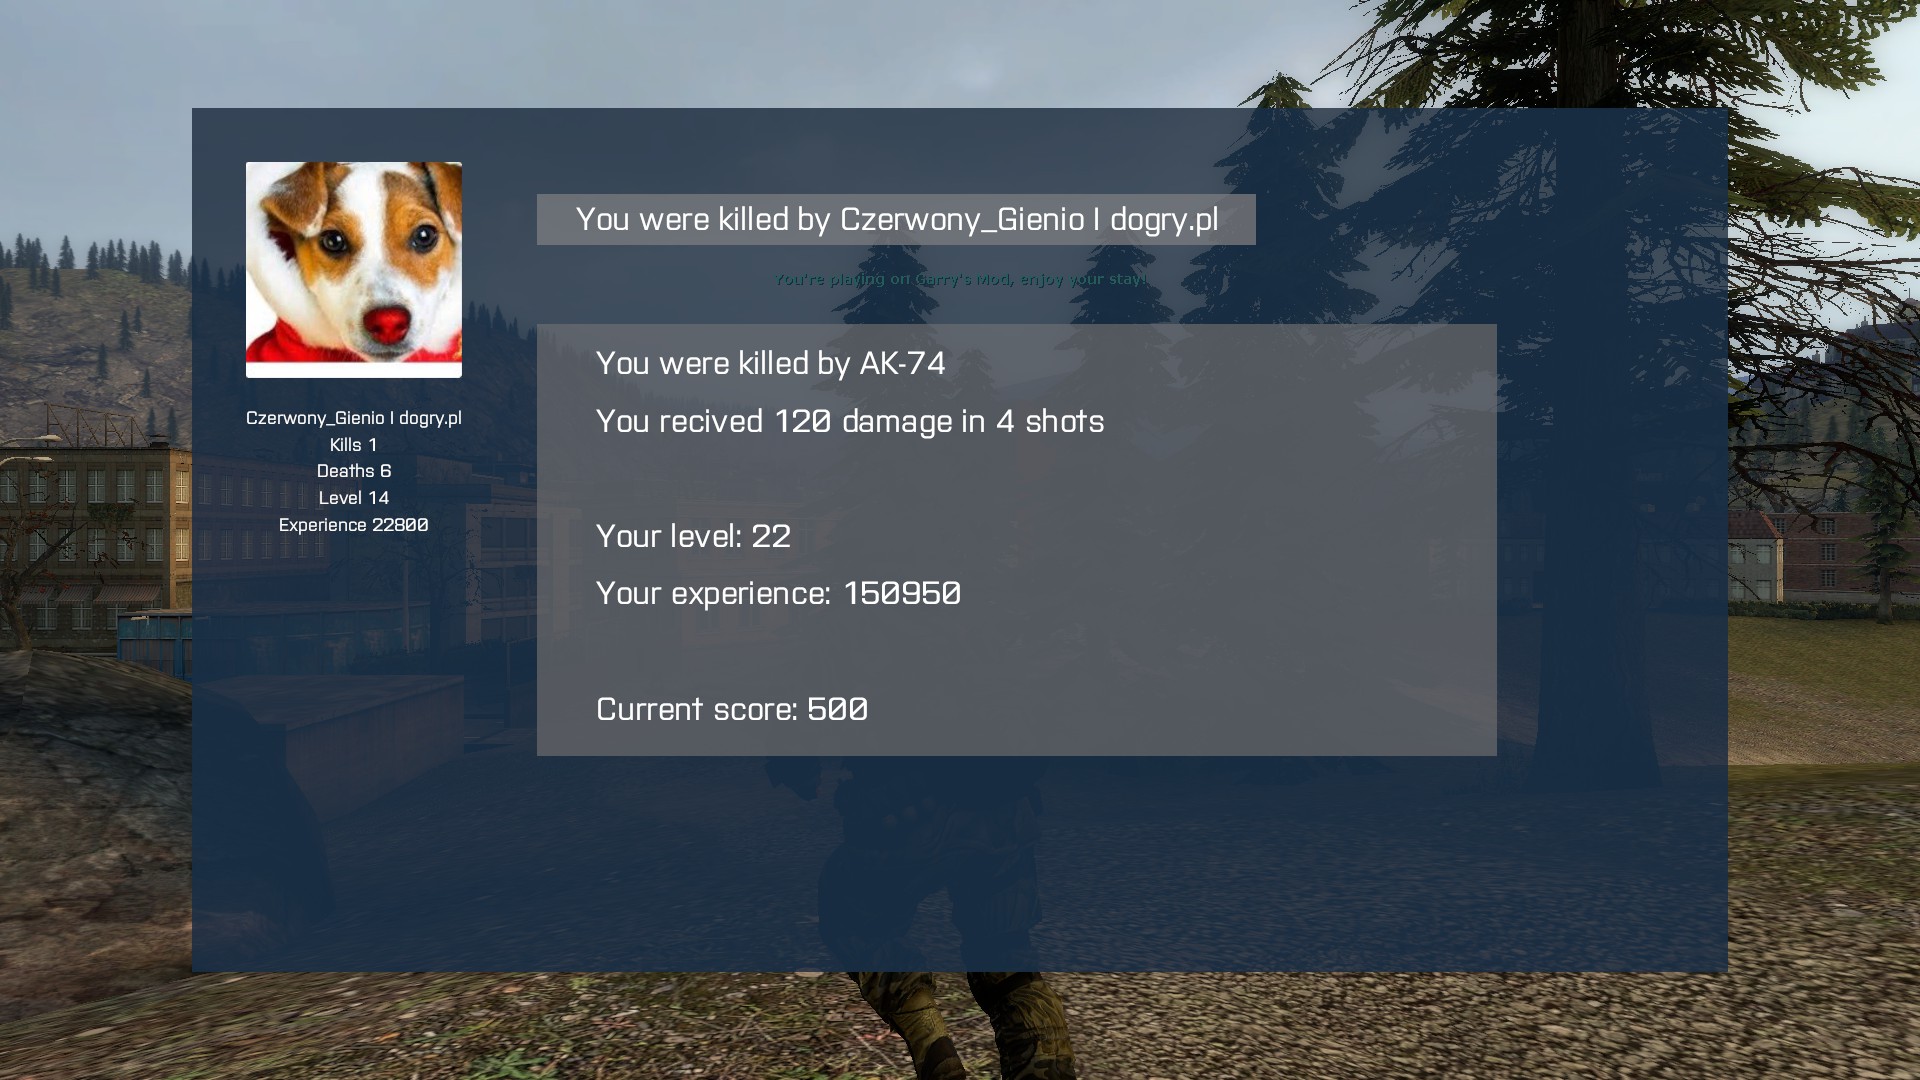 You were killed by Czerwony_Gienio I dogry.pl
You're playing on Garry's Mod, enjoy your stay!
Czerwony_Gienio I dogry.pl
Kills 1
Deaths 6
Level 14
Experience 22800
You were killed by AK-74
You recived 120 damage in 4 shots
Your level: 22
Your experience: 150950
Current score: 500